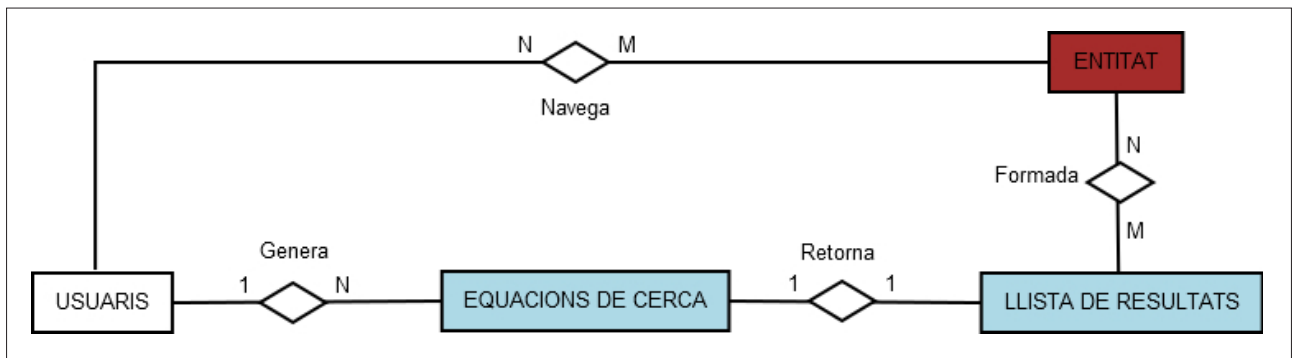 N
M
ENTITAT
Navega
N
Formada
M
Genera
Retorna
1
N
1
1
USUARIS
EQUACIONS DE CERCA
LLISTA DE RESULTATS